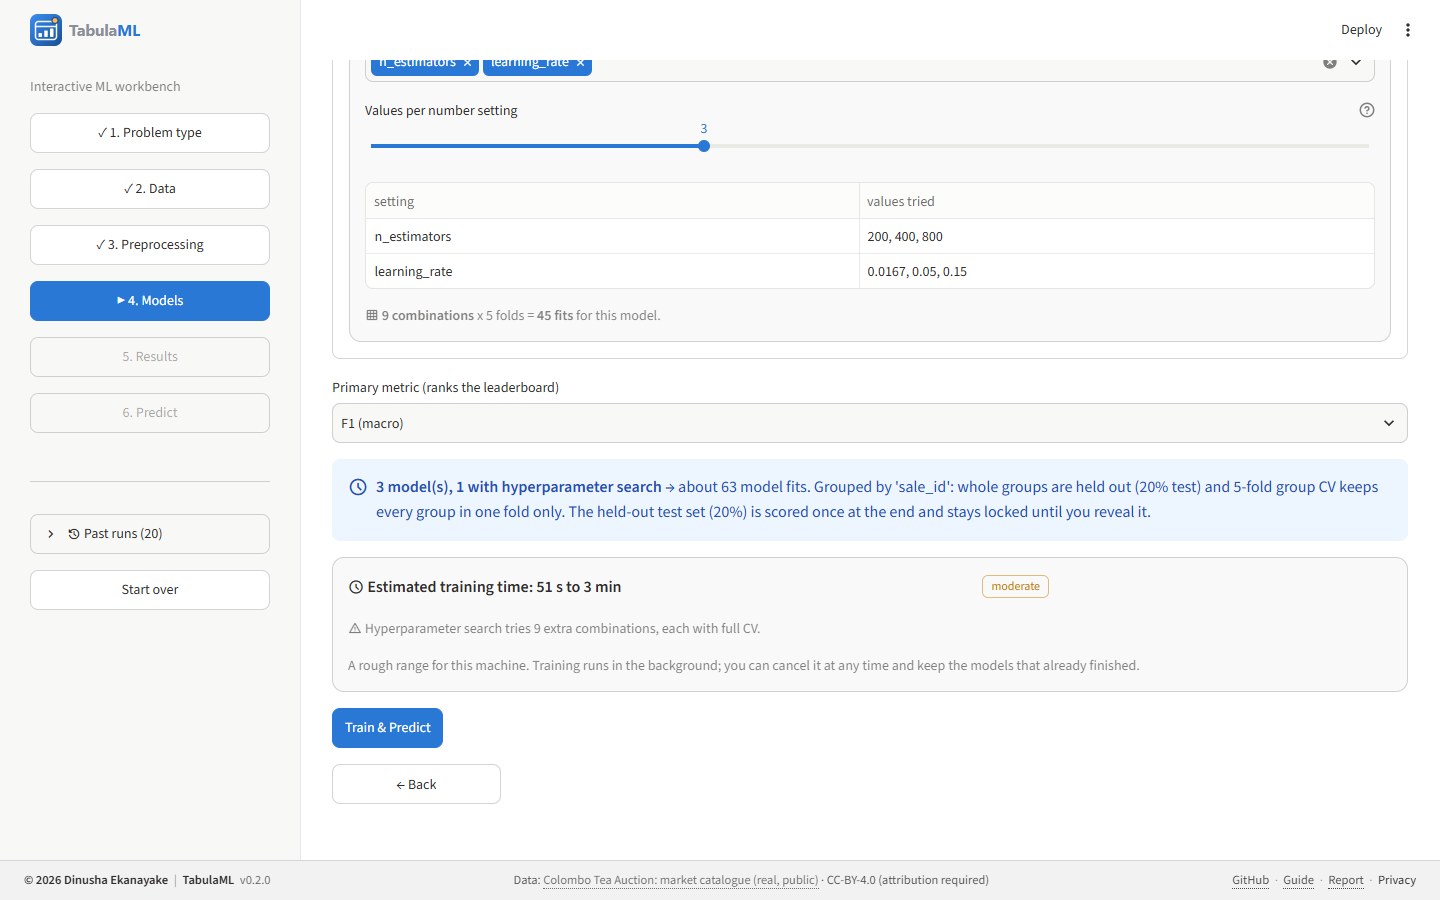 TabulaML
Interactive ML workbench
✓ 1. Problem type
✓ 2. Data
✓ 3. Preprocessing
▸ 4. Models
5. Results
6. Predict
Past runs (20)
Start over
Deploy
n_estimators × learning_rate ×
Values per number setting
3
setting values tried
n_estimators 200, 400, 800
learning_rate 0.0167, 0.05, 0.15
9 combinations x 5 folds = 45 fits for this model.
Primary metric (ranks the leaderboard)
F1 (macro)
3 model(s), 1 with hyperparameter search → about 63 model fits. Grouped by 'sale_id': whole groups are held out (20% test) and 5-fold group CV keeps
every group in one fold only. The held-out test set (20%) is scored once at the end and stays locked until you reveal it.
Estimated training time: 51 s to 3 min
moderate
Hyperparameter search tries 9 extra combinations, each with full CV.
A rough range for this machine. Training runs in the background; you can cancel it at any time and keep the models that already finished.
Train & Predict
← Back
© 2026 Dinusha Ekanayake | TabulaML v0.2.0
Data: Colombo Tea Auction: market catalogue (real, public) · CC-BY-4.0 (attribution required)
GitHub · Guide · Report · Privacy